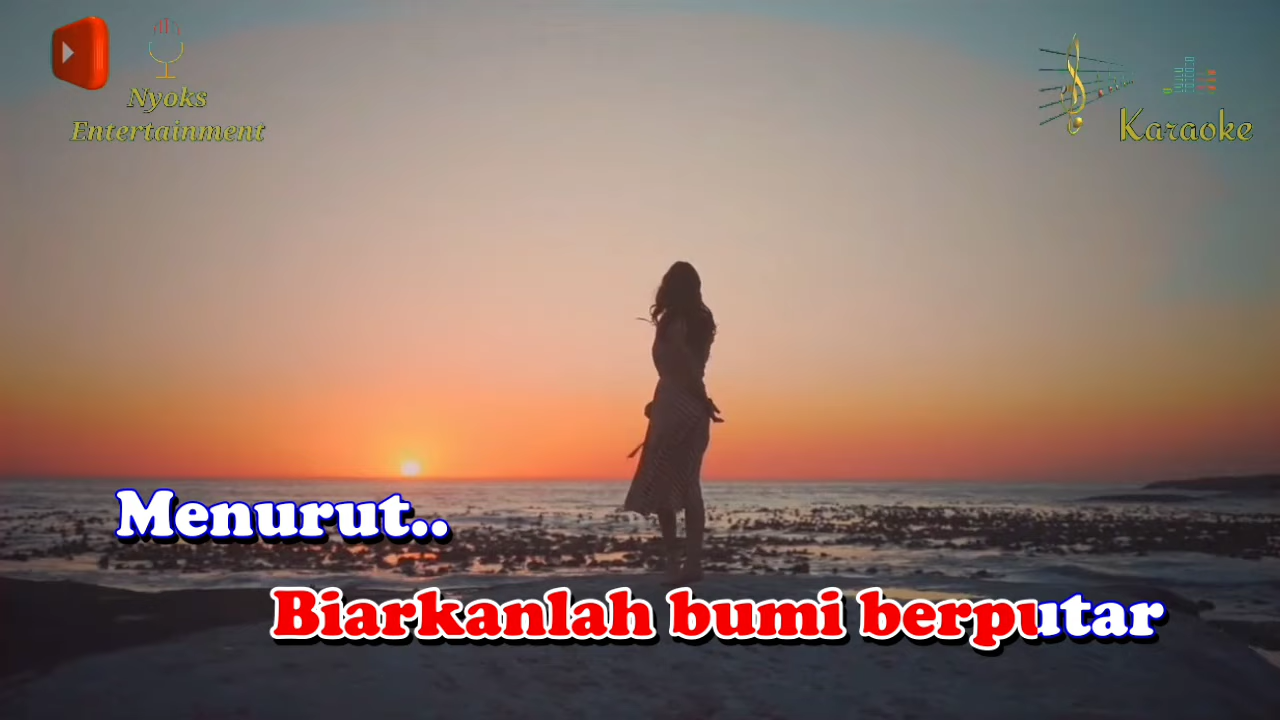 Nyoks
Entertainment
Karaoke
Menurut..
Biarkanlah bumi berputar